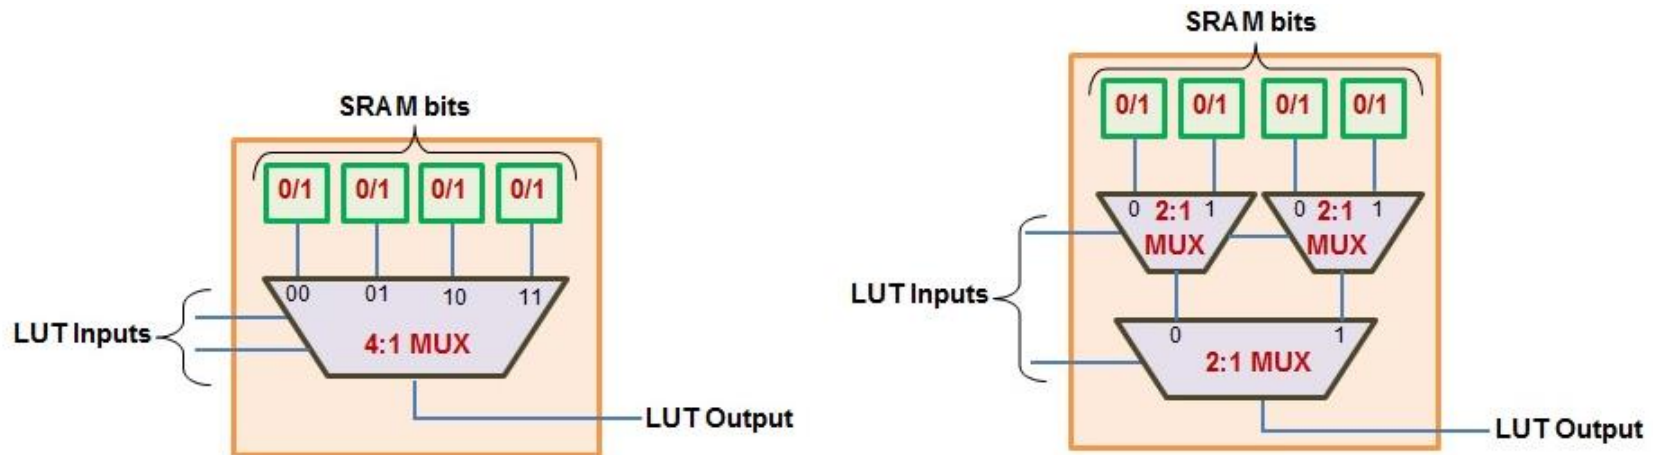 SRAM bits
0/1 0/1 0/1 0/1
00 01 10 11
LUT Inputs
4:1 MUX
LUT Output
SRAM bits
0/1 0/1 0/1 0/1
0 2:1 1 0 2:1 1
MUX MUX
LUT Inputs
0 1
2:1 MUX
LUT Output